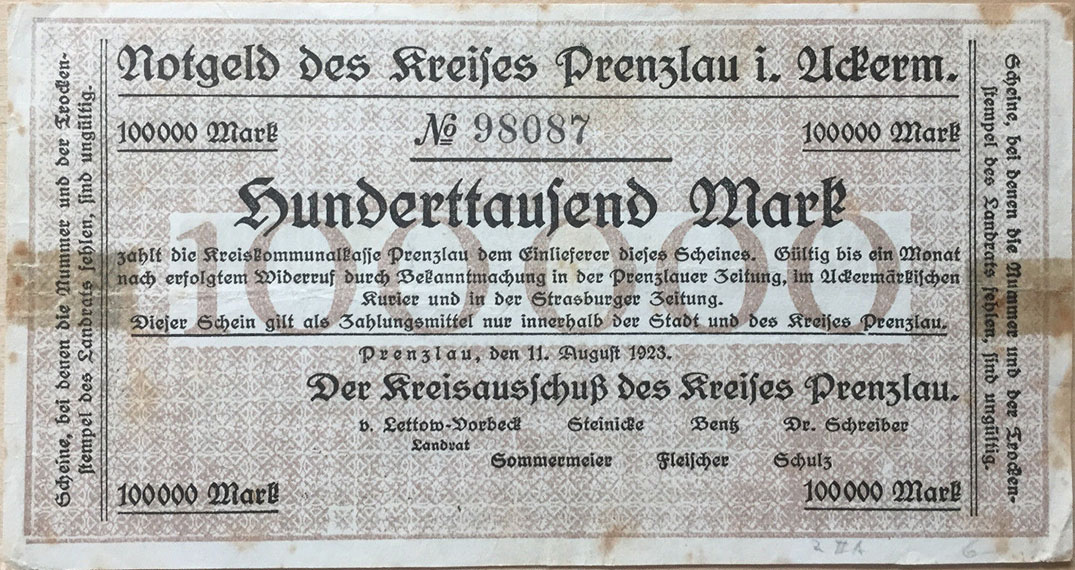 Notgeld des Kreises Prenzlau i. Uckerm.
100000 Mark
№ 98087
100000 Mark
Hunderttausend Mark
100000
zahlt die Kreiskommunalkasse Prenzlau dem Einlieferer dieses Scheines. Gültig bis ein Monat
nach erfolgtem Widerruf durch Bekanntmachung in der Prenzlauer Zeitung, im Uckermärkischen
Kurier und in der Strasburger Zeitung.
Dieser Schein gilt als Zahlungsmittel nur innerhalb der Stadt und des Kreises Prenzlau.
Prenzlau, den 11. August 1923.
Der Kreisausschuß des Kreises Prenzlau.
v. Lettow-Vorbeck Steinicke Bentz Dr. Schreiber
Landrat
Sommermeier Fleischer Schulz
100000 Mark
100000 Mark
Scheine, bei denen die Nummer und der Trocken-
stempel des Landrats fehlen, sind ungültig.
Scheine, bei denen die Nummer und der Trocken-
stempel des Landrats fehlen, sind ungültig.